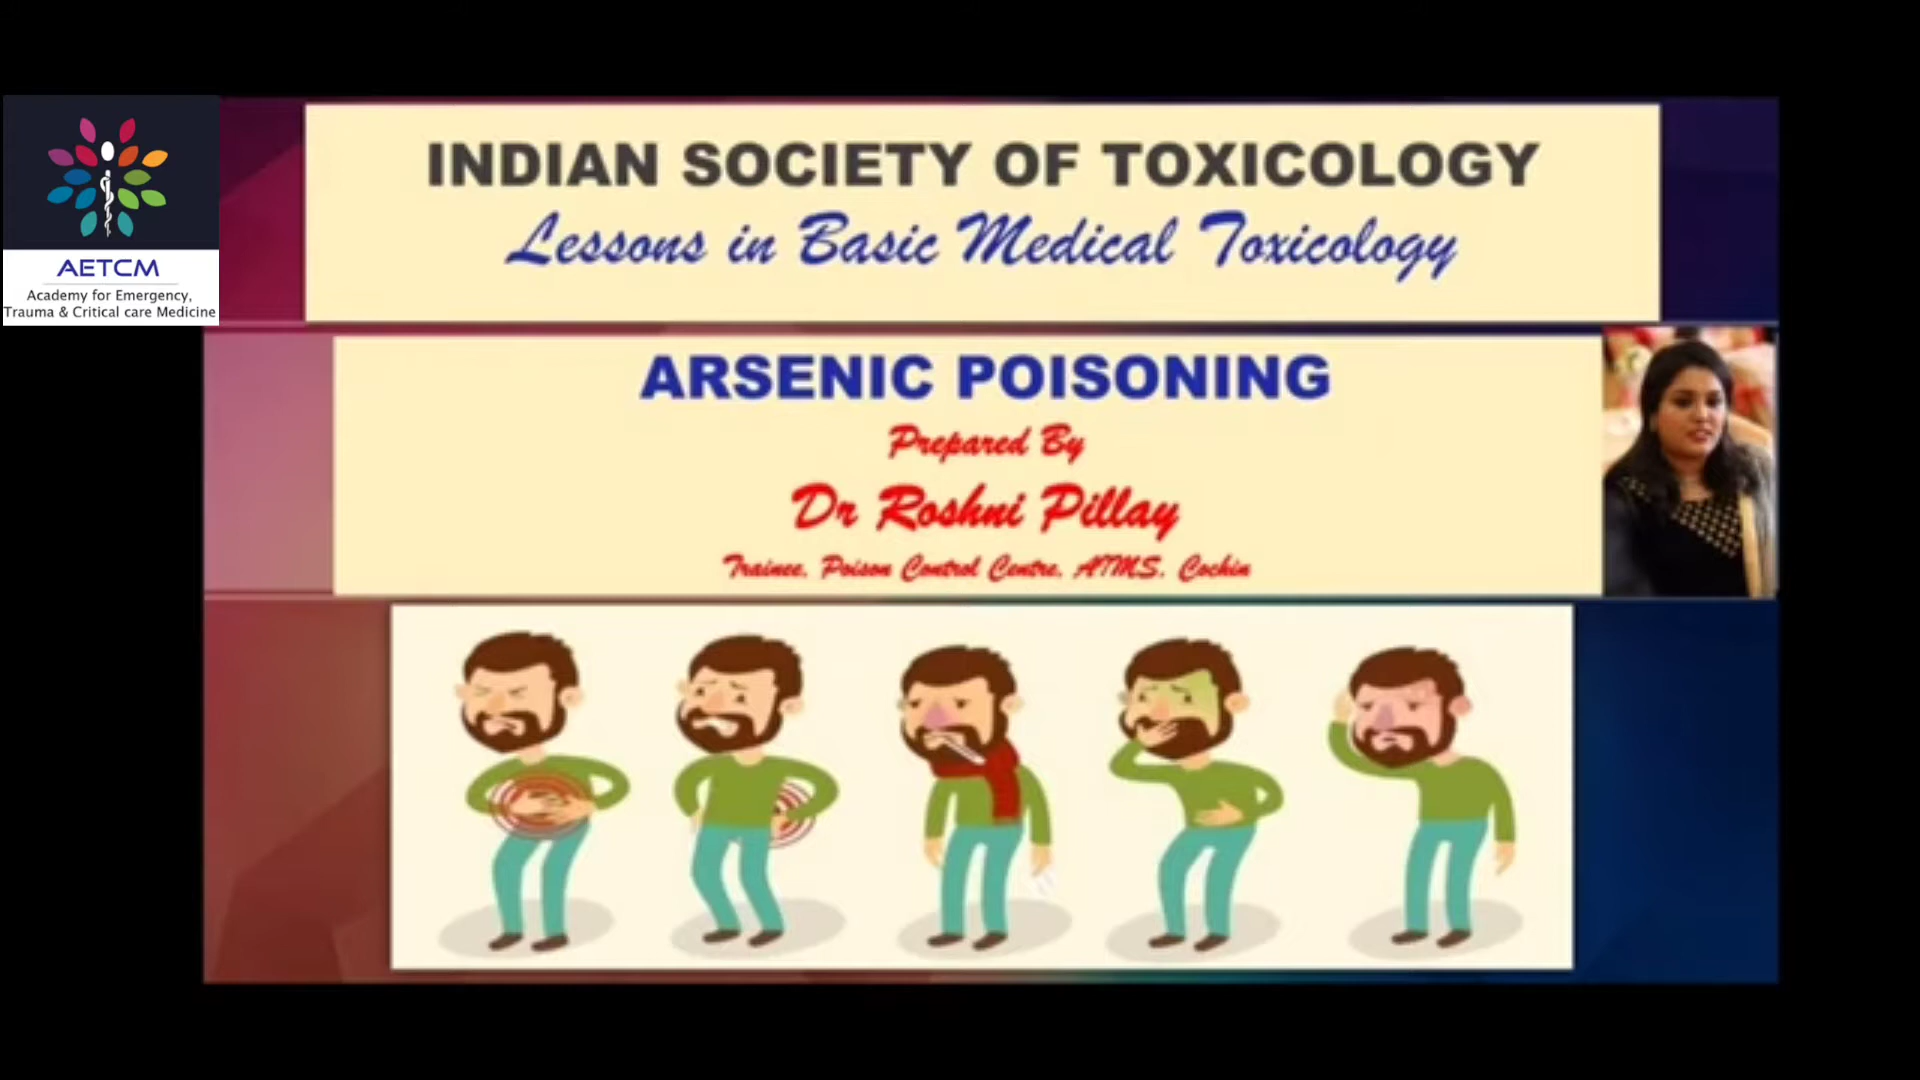 INDIAN SOCIETY OF TOXICOLOGY
Lessons in Basic Medical Toxicology
AETCM
Academy for Emergency,
Trauma & Critical care Medicine
ARSENIC POISONING
Prepared By
Dr Roshni Pillay
Trainee, Poison Control Centre, AIMS, Cochin